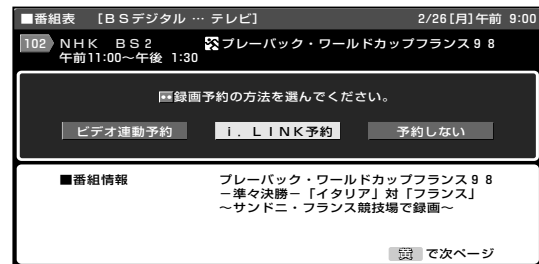 ■番組表 [BSデジタル … テレビ] 2/26[月]午前 9:00
102 NHK BS2 プレーバック・ワールドカップフランス98
午前11:00～午後 1:30
録画予約の方法を選んでください。
ビデオ連動予約 i．LINK予約 予約しない
■番組情報 プレーバック・ワールドカップフランス98
－準々決勝－「イタリア」対「フランス」
～サンドニ・フランス競技場で録画～
黄 で次ページ